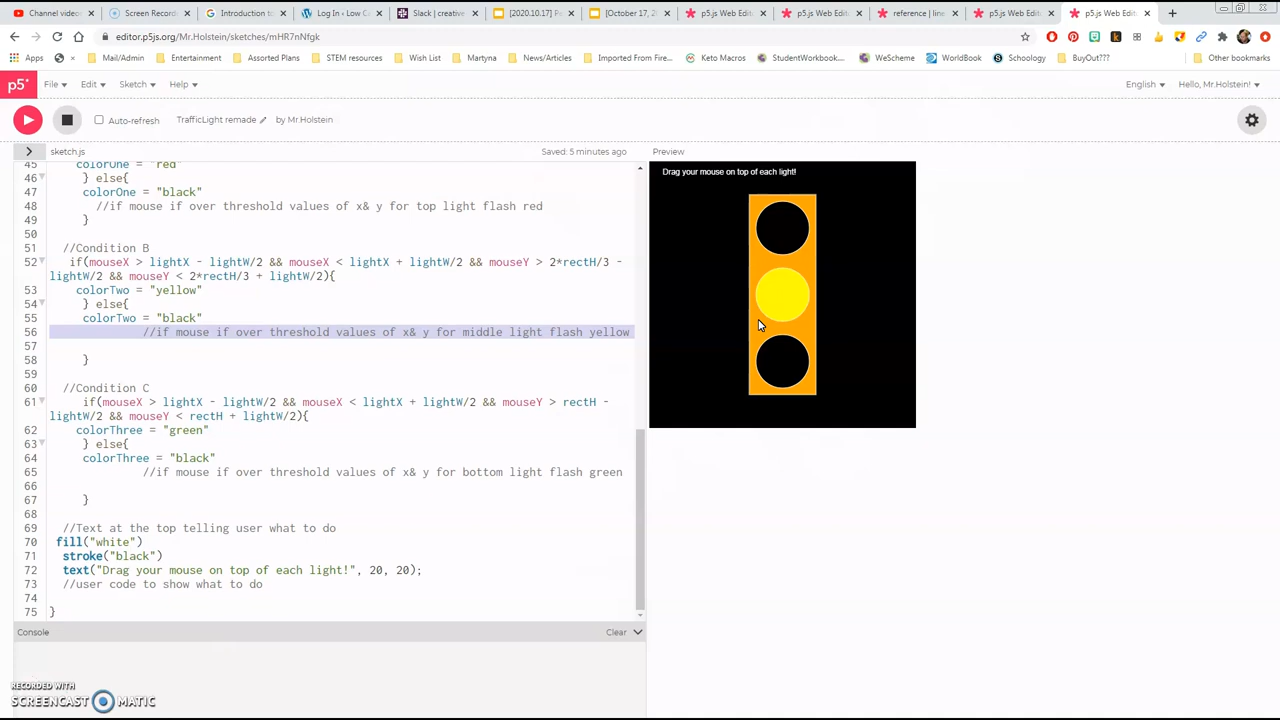 Channel video
Screen Record
Introduction to
Log In ‹ Low C
Slack | creative
[2020.10.17] P
[October 17, 2
p5.js Web Edit
p5.js Web Edit
reference | line
p5.js Web Edit
p5.js Web Edit
editor.p5js.org/Mr.Holstein/sketches/mHR7nNfgk
Apps
Mail/Admin
Entertainment
Assorted Plots
STEM resources
Wish List
Martyna
News/Articles
Imported From Fire...
Keto Macros
StudentWorkbook...
WeScheme
WorldBook
Schoology
BuyOut???
Other bookmarks
p5*
File
Edit
Sketch
Help
English
Hello, Mr.Holstein!
Auto-refresh
TrafficLight remade
by Mr.Holstein
sketch.js
Saved: 5 minutes ago
Preview
45 colorOne = "red"
46 } else{
47 colorOne = "black"
48 //if mouse if over threshold values of x& y for top light flash red
49 }
50
51 //Condition B
52 if(mouseX > lightX - lightW/2 && mouseX < lightX + lightW/2 && mouseY > 2*rectH/3 -
lightW/2 && mouseY < 2*rectH/3 + lightW/2){
53 colorTwo = "yellow"
54 } else{
55 colorTwo = "black"
56 //if mouse if over threshold values of x& y for middle light flash yellow
57
58 }
59
60 //Condition C
61 if(mouseX > lightX - lightW/2 && mouseX < lightX + lightW/2 && mouseY > rectH -
lightW/2 && mouseY < rectH + lightW/2){
62 colorThree = "green"
63 } else{
64 colorThree = "black"
65 //if mouse if over threshold values of x& y for bottom light flash green
66
67 }
68
69 //Text at the top telling user what to do
70 fill("white")
71 stroke("black")
72 text("Drag your mouse on top of each light!", 20, 20);
73 //user code to show what to do
74
75 }
Drag your mouse on top of each light!
Console
Clear
RECORDED WITH
SCREENCAST MATIC